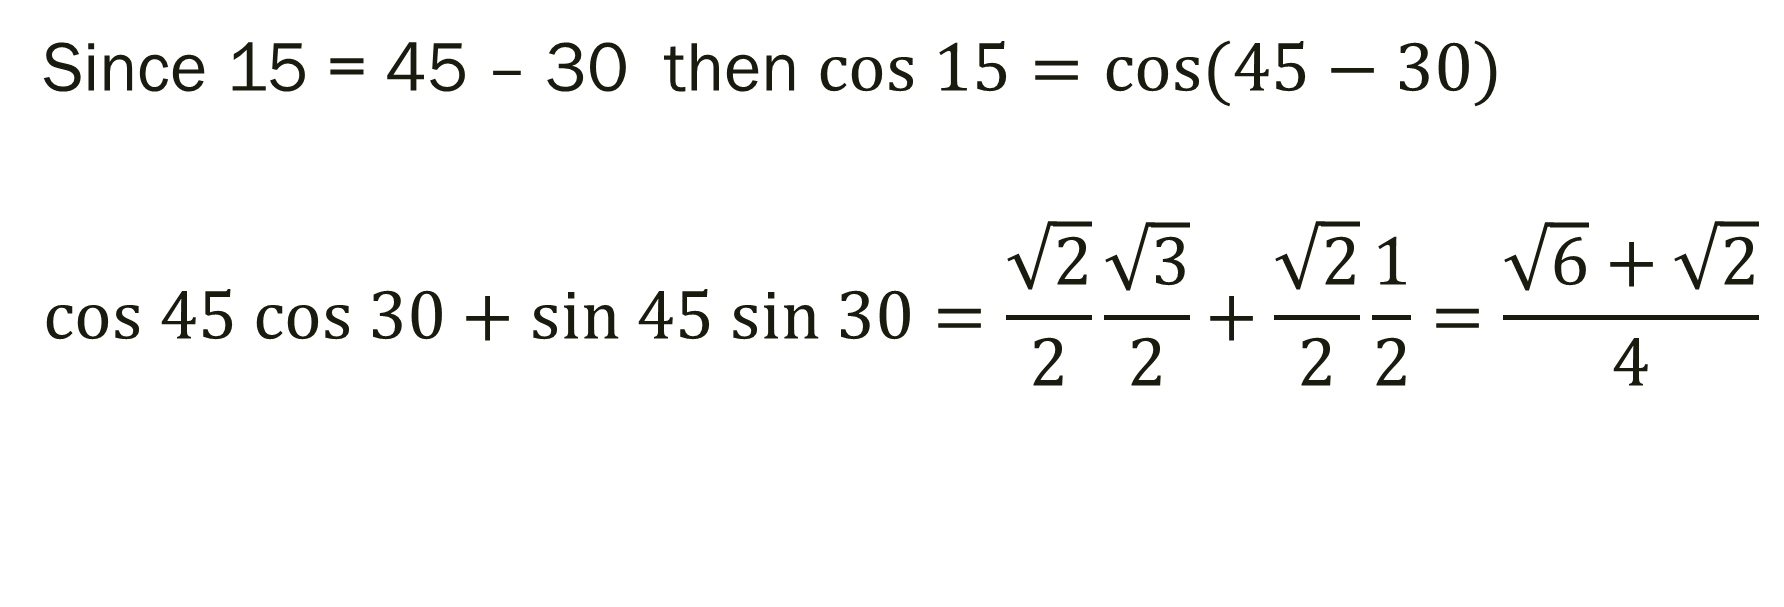 Since 15 = 45 – 30 then cos 15 = cos(45 − 30)
cos 45 cos 30 + sin 45 sin 30 = √2/2 √3/2 + √2/2 1/2 = (√6 + √2)/4